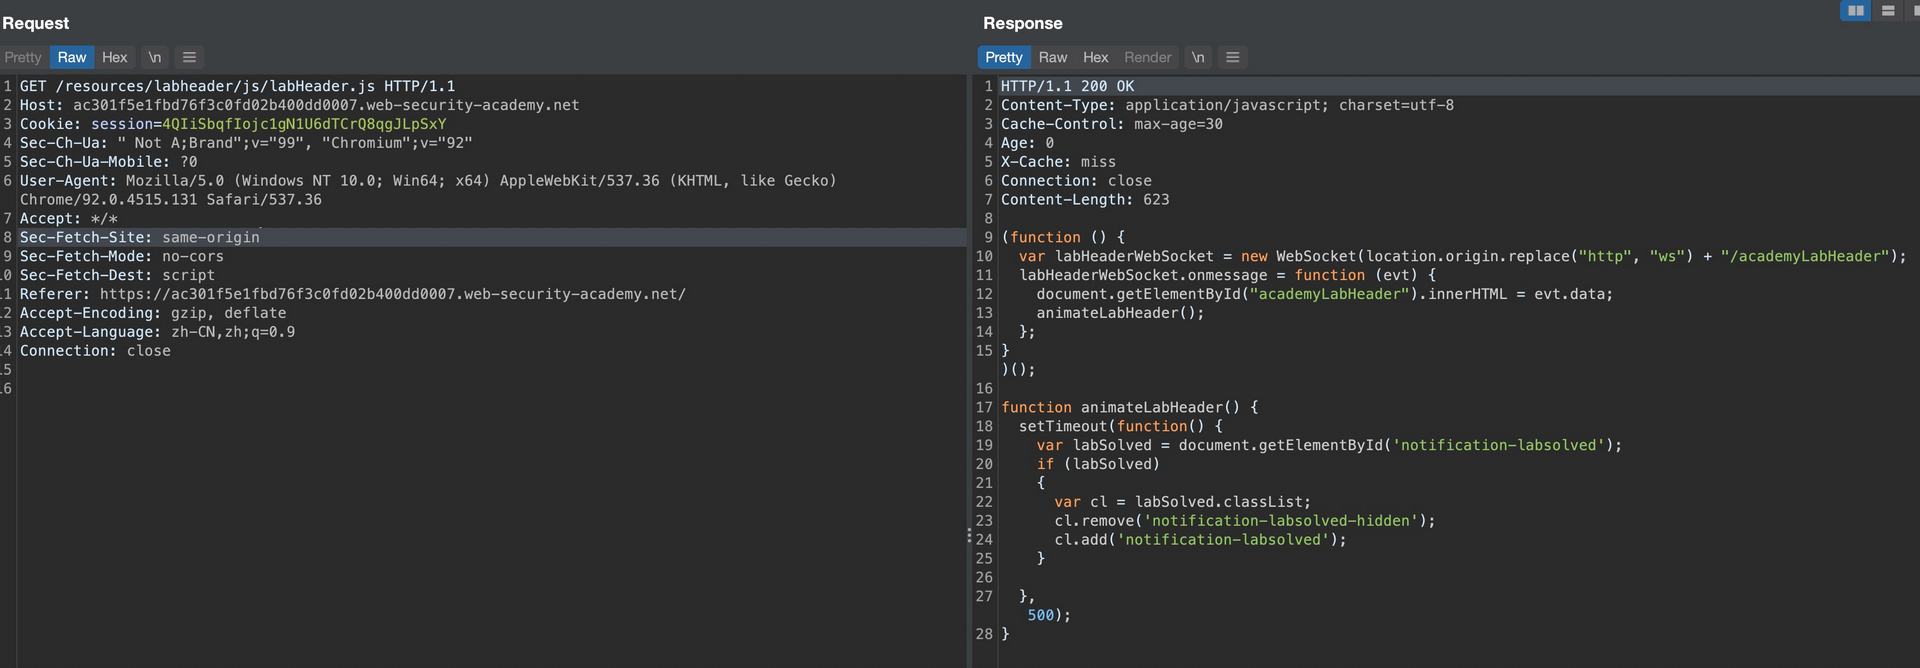 Request
Pretty Raw Hex \n
1 GET /resources/labheader/js/labHeader.js HTTP/1.1
2 Host: ac301f5e1fbd76f3c0fd02b400dd0007.web-security-academy.net
3 Cookie: session=4QIiSbqfIojc1gN1U6dTCrQ8qgJLpSxY
4 Sec-Ch-Ua: " Not A;Brand";v="99", "Chromium";v="92"
5 Sec-Ch-Ua-Mobile: ?0
6 User-Agent: Mozilla/5.0 (Windows NT 10.0; Win64; x64) AppleWebKit/537.36 (KHTML, like Gecko)
Chrome/92.0.4515.131 Safari/537.36
7 Accept: */*
8 Sec-Fetch-Site: same-origin
9 Sec-Fetch-Mode: no-cors
10 Sec-Fetch-Dest: script
11 Referer: https://ac301f5e1fbd76f3c0fd02b400dd0007.web-security-academy.net/
12 Accept-Encoding: gzip, deflate
13 Accept-Language: zh-CN,zh;q=0.9
14 Connection: close
15
16
Response
Pretty Raw Hex Render \n
1 HTTP/1.1 200 OK
2 Content-Type: application/javascript; charset=utf-8
3 Cache-Control: max-age=30
4 Age: 0
5 X-Cache: miss
6 Connection: close
7 Content-Length: 623
8
9 (function () {
10 var labHeaderWebSocket = new WebSocket(location.origin.replace("http", "ws") + "/academyLabHeader");
11 labHeaderWebSocket.onmessage = function (evt) {
12 document.getElementById("academyLabHeader").innerHTML = evt.data;
13 animateLabHeader();
14 };
15 }
)();
16
17 function animateLabHeader() {
18 setTimeout(function() {
19 var labSolved = document.getElementById('notification-labsolved');
20 if (labSolved)
21 {
22 var cl = labSolved.classList;
23 cl.remove('notification-labsolved-hidden');
24 cl.add('notification-labsolved');
25 }
26
27 },
500);
28 }